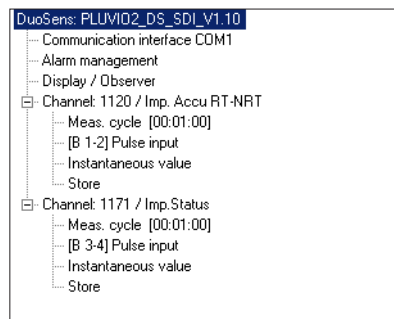 DuoSens: PLUVIO2_DS_SDI_V1.10
Communication interface COM1
Alarm management
Display / Observer
Channel: 1120 / Imp. Accu RT-NRT
Meas. cycle [00:01:00]
[B 1-2] Pulse input
Instantaneous value
Store
Channel: 1171 / Imp.Status
Meas. cycle [00:01:00]
[B 3-4] Pulse input
Instantaneous value
Store